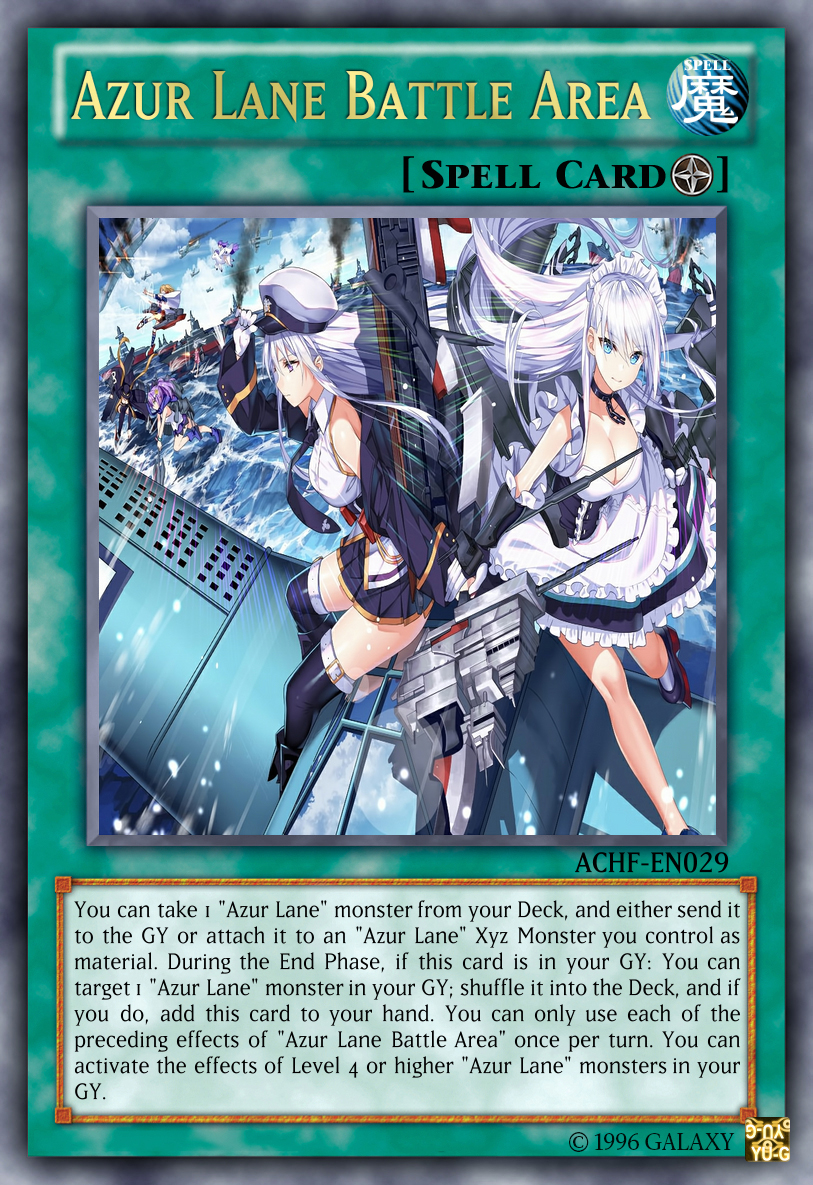 AZUR LANE BATTLE AREA
SPELL
魔
[SPELL CARD]
ACHF-EN029
You can take 1 "Azur Lane" monster from your Deck, and either send it
to the GY or attach it to an "Azur Lane" Xyz Monster you control as
material. During the End Phase, if this card is in your GY: You can
target 1 "Azur Lane" monster in your GY; shuffle it into the Deck, and if
you do, add this card to your hand. You can only use each of the
preceding effects of "Azur Lane Battle Area" once per turn. You can
activate the effects of Level 4 or higher "Azur Lane" monsters in your
GY.
© 1996 GALAXY